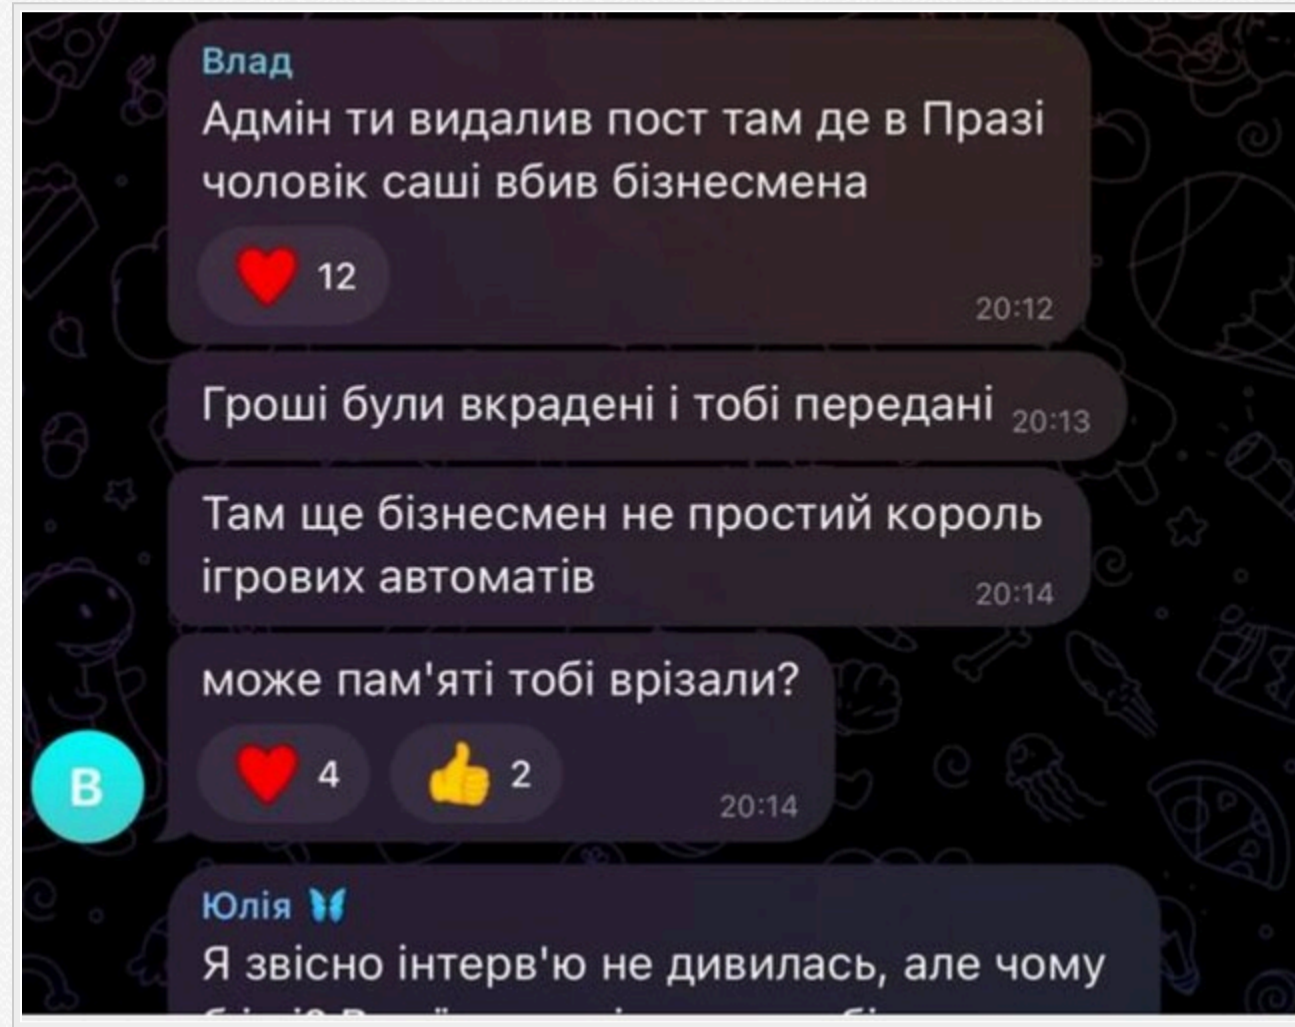 Влад
Адмін ти видалив пост там де в Празі
чоловік саші вбив бізнесмена
12
20:12
Гроші були вкрадені і тобі передані 20:13
Там ще бізнесмен не простий король
ігрових автоматів
20:14
може пам'яті тобі врізали?
В
4 2
20:14
Юлія
Я звісно інтерв'ю не дивилась, але чому